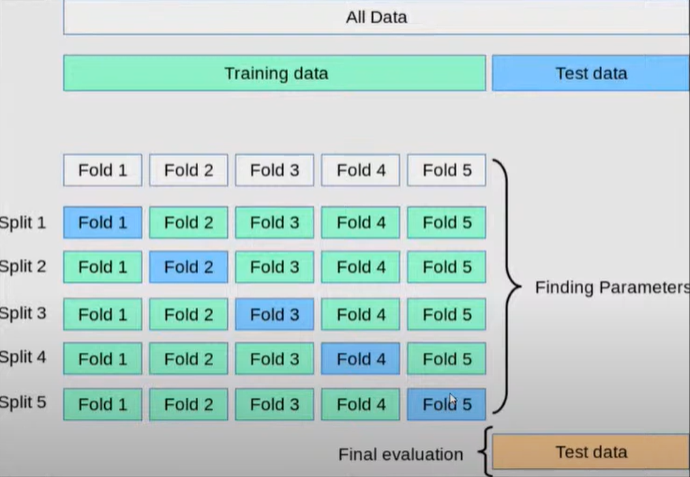 All Data
Training data Test data
Fold 1 Fold 2 Fold 3 Fold 4 Fold 5
Split 1 Fold 1 Fold 2 Fold 3 Fold 4 Fold 5
Split 2 Fold 1 Fold 2 Fold 3 Fold 4 Fold 5
Finding Parameters
Split 3 Fold 1 Fold 2 Fold 3 Fold 4 Fold 5
Split 4 Fold 1 Fold 2 Fold 3 Fold 4 Fold 5
Split 5 Fold 1 Fold 2 Fold 3 Fold 4 Fold 5
Final evaluation Test data